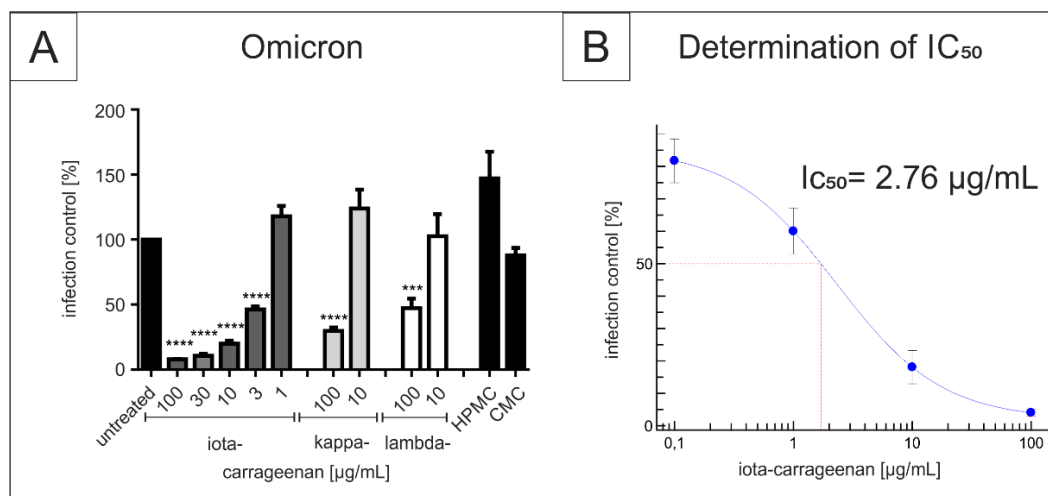 A
Omicron
infection control [%]
200
150
100
50
0
**** **** **** **** **** ***
untreated 100 30 10 3 1 100 10 100 10 HPMC CMC
iota- kappa- lambda-
carrageenan [µg/mL]
B
Determination of IC₅₀
Ic₅₀= 2.76 µg/mL
infection control [%]
50
0
0,1 1 10 100
iota-carrageenan [µg/mL]